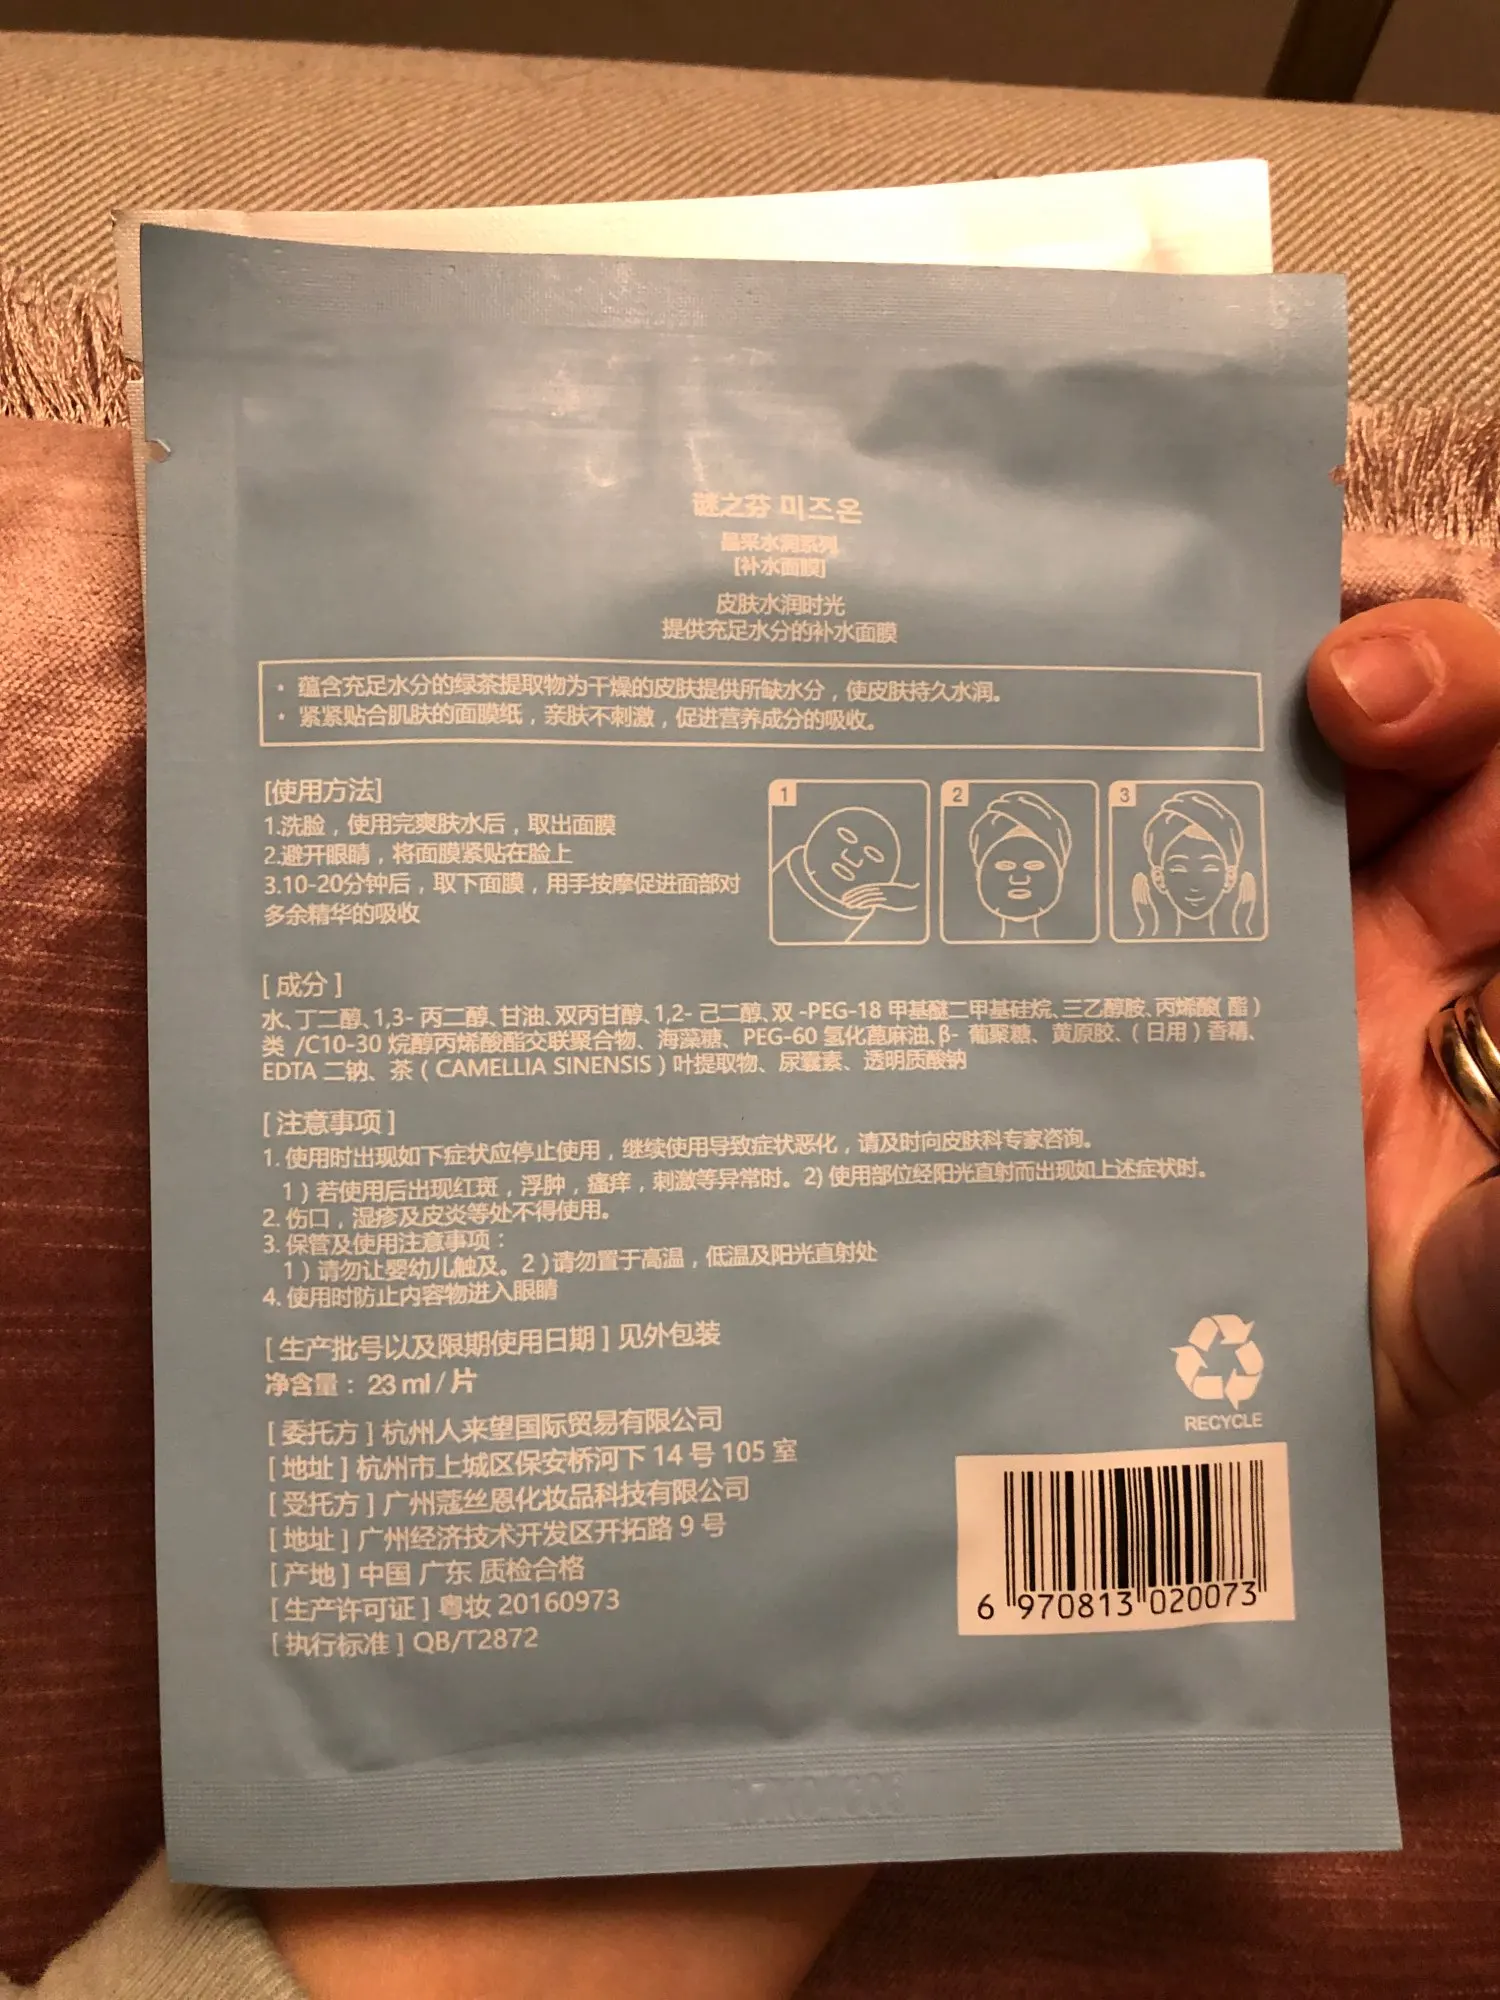 谜之芬 미즈온
晶采水润系列
[补水面膜]
皮肤水润时光
提供充足水分的补水面膜
• 蕴含充足水分的绿茶提取物为干燥的皮肤提供所缺水分，使皮肤持久水润。
• 紧紧贴合肌肤的面膜纸，亲肤不刺激，促进营养成分的吸收。
[使用方法]
1.洗脸，使用完爽肤水后，取出面膜
2.避开眼睛，将面膜紧贴在脸上
3.10-20分钟后，取下面膜，用手按摩促进面部对
多余精华的吸收
1
2
3
[ 成分 ]
水、丁二醇、1,3- 丙二醇、甘油、双丙甘醇、1,2- 己二醇、双 -PEG-18 甲基醚二甲基硅烷、三乙醇胺、丙烯酸( 酯 )
类 /C10-30 烷醇丙烯酸酯交联聚合物、海藻糖、PEG-60 氢化蓖麻油、β- 葡聚糖、黄原胶、( 日用 ) 香精、
EDTA 二钠、茶 ( CAMELLIA SINENSIS ) 叶提取物、尿囊素、透明质酸钠
[ 注意事项 ]
1. 使用时出现如下症状应停止使用，继续使用导致症状恶化，请及时向皮肤科专家咨询。
1 ) 若使用后出现红斑，浮肿，瘙痒，刺激等异常时。2) 使用部位经阳光直射而出现如上述症状时。
2. 伤口，湿疹及皮炎等处不得使用。
3. 保管及使用注意事项：
1 ) 请勿让婴幼儿触及。2 ) 请勿置于高温，低温及阳光直射处
4. 使用时防止内容物进入眼睛
[ 生产批号以及限期使用日期 ] 见外包装
净含量：23 ml / 片
[ 委托方 ] 杭州人来望国际贸易有限公司
[ 地址 ] 杭州市上城区保安桥河下 14 号 105 室
[ 受托方 ] 广州蔻丝恩化妆品科技有限公司
[ 地址 ] 广州经济技术开发区开拓路 9 号
[ 产地 ] 中国 广东 质检合格
[ 生产许可证 ] 粤妆 20160973
[ 执行标准 ] QB/T2872
RECYCLE
6 970813 020073